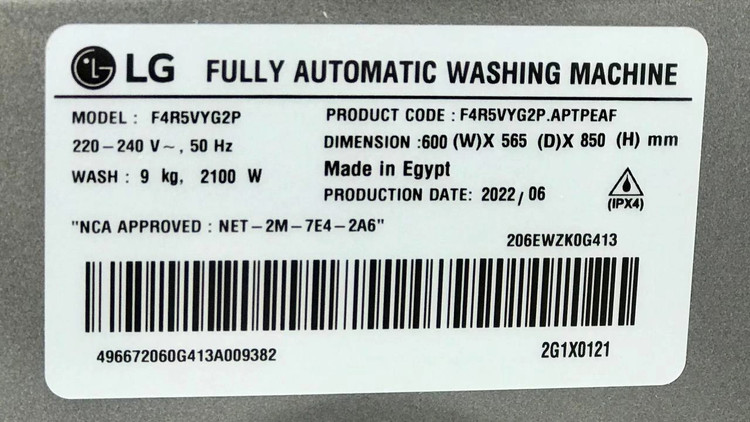 LG FULLY AUTOMATIC WASHING MACHINE
MODEL : F4R5VYG2P PRODUCT CODE : F4R5VYG2P.APTPEAF
220-240 V~, 50 Hz DIMENSION :600 (W)X 565 (D)X 850 (H) mm
WASH : 9 kg, 2100 W Made in Egypt
PRODUCTION DATE: 2022/06 (IPX4)
"NCA APPROVED : NET-2M-7E4-2A6"
206EWZK0G413
496672060G413A009382 2G1X0121